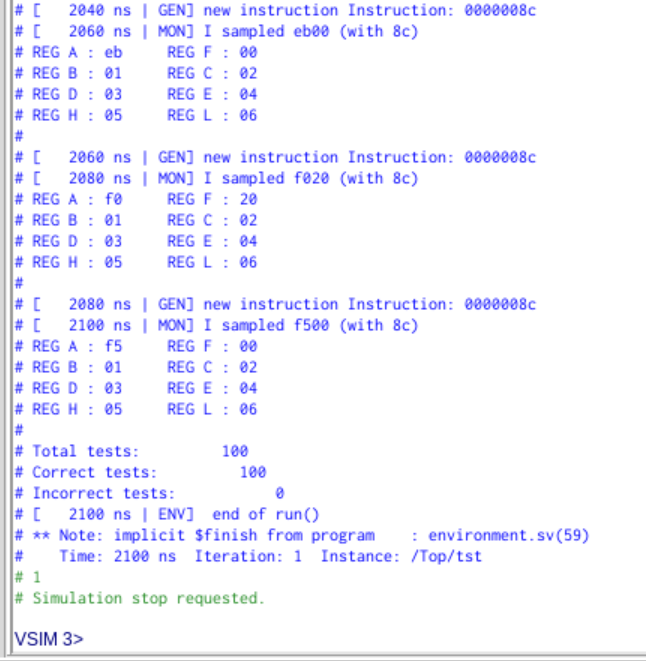 # [   2040 ns | GEN] new instruction Instruction: 0000008c
# [   2060 ns | MON] I sampled eb00 (with 8c)
# REG A : eb     REG F : 00
# REG B : 01     REG C : 02
# REG D : 03     REG E : 04
# REG H : 05     REG L : 06
#
# [   2060 ns | GEN] new instruction Instruction: 0000008c
# [   2080 ns | MON] I sampled f020 (with 8c)
# REG A : f0     REG F : 20
# REG B : 01     REG C : 02
# REG D : 03     REG E : 04
# REG H : 05     REG L : 06
#
# [   2080 ns | GEN] new instruction Instruction: 0000008c
# [   2100 ns | MON] I sampled f500 (with 8c)
# REG A : f5     REG F : 00
# REG B : 01     REG C : 02
# REG D : 03     REG E : 04
# REG H : 05     REG L : 06
#
# Total tests:         100
# Correct tests:         100
# Incorrect tests:           0
# [   2100 ns | ENV]  end of run()
# ** Note: implicit $finish from program    : environment.sv(59)
#    Time: 2100 ns  Iteration: 1  Instance: /Top/tst
# 1
# Simulation stop requested.
VSIM 3>